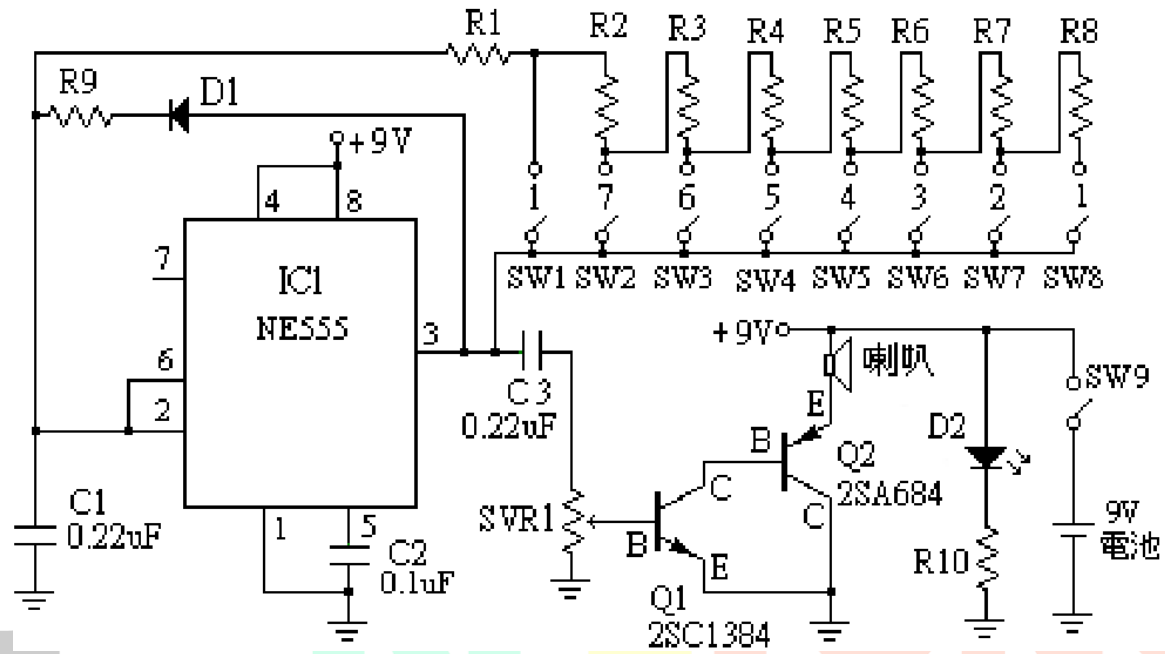 R1
R2
R3
R4
R5
R6
R7
R8
R9
D1
+9V
4
8
1
7
6
5
4
3
2
1
7
IC1
NE555
SW1
SW2
SW3
SW4
SW5
SW6
SW7
SW8
3
6
2
+9V
喇叭
SW9
C3
0.22uF
E
D2
B
Q2
2SA684
C1
0.22uF
1
5
SVR1
C
C
9V
電池
C2
0.1uF
B
E
R10
Q1
2SC1384